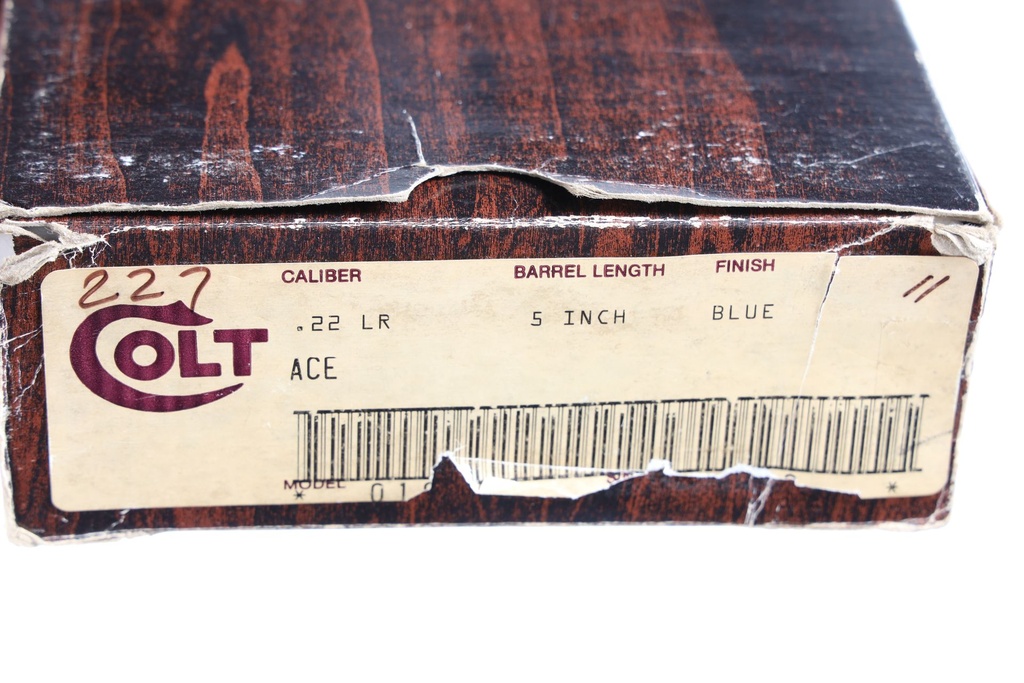 227
CALIBER BARREL LENGTH FINISH
COLT
.22 LR 5 INCH BLUE
ACE
MODEL